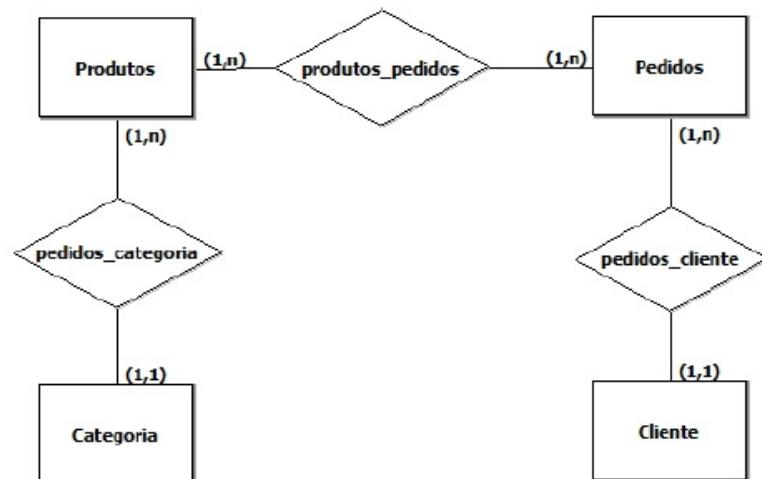 Produtos
(1,n)
produtos_pedidos
(1,n)
Pedidos
(1,n)
(1,n)
pedidos_categoria
pedidos_cliente
(1,1)
(1,1)
Categoria
Cliente